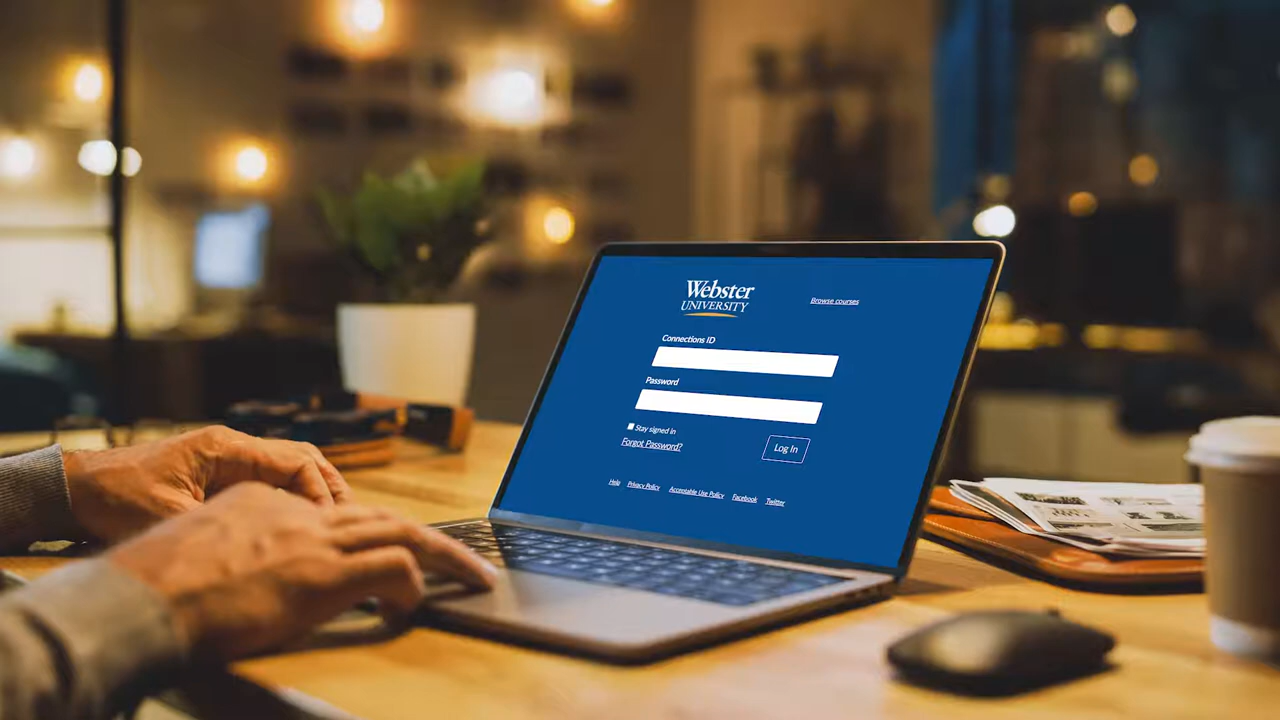 Webster
UNIVERSITY
Browse courses
Connections ID
Password
Stay signed in
Forgot Password?
Log In
Help Privacy Policy Acceptable Use Policy Facebook Twitter